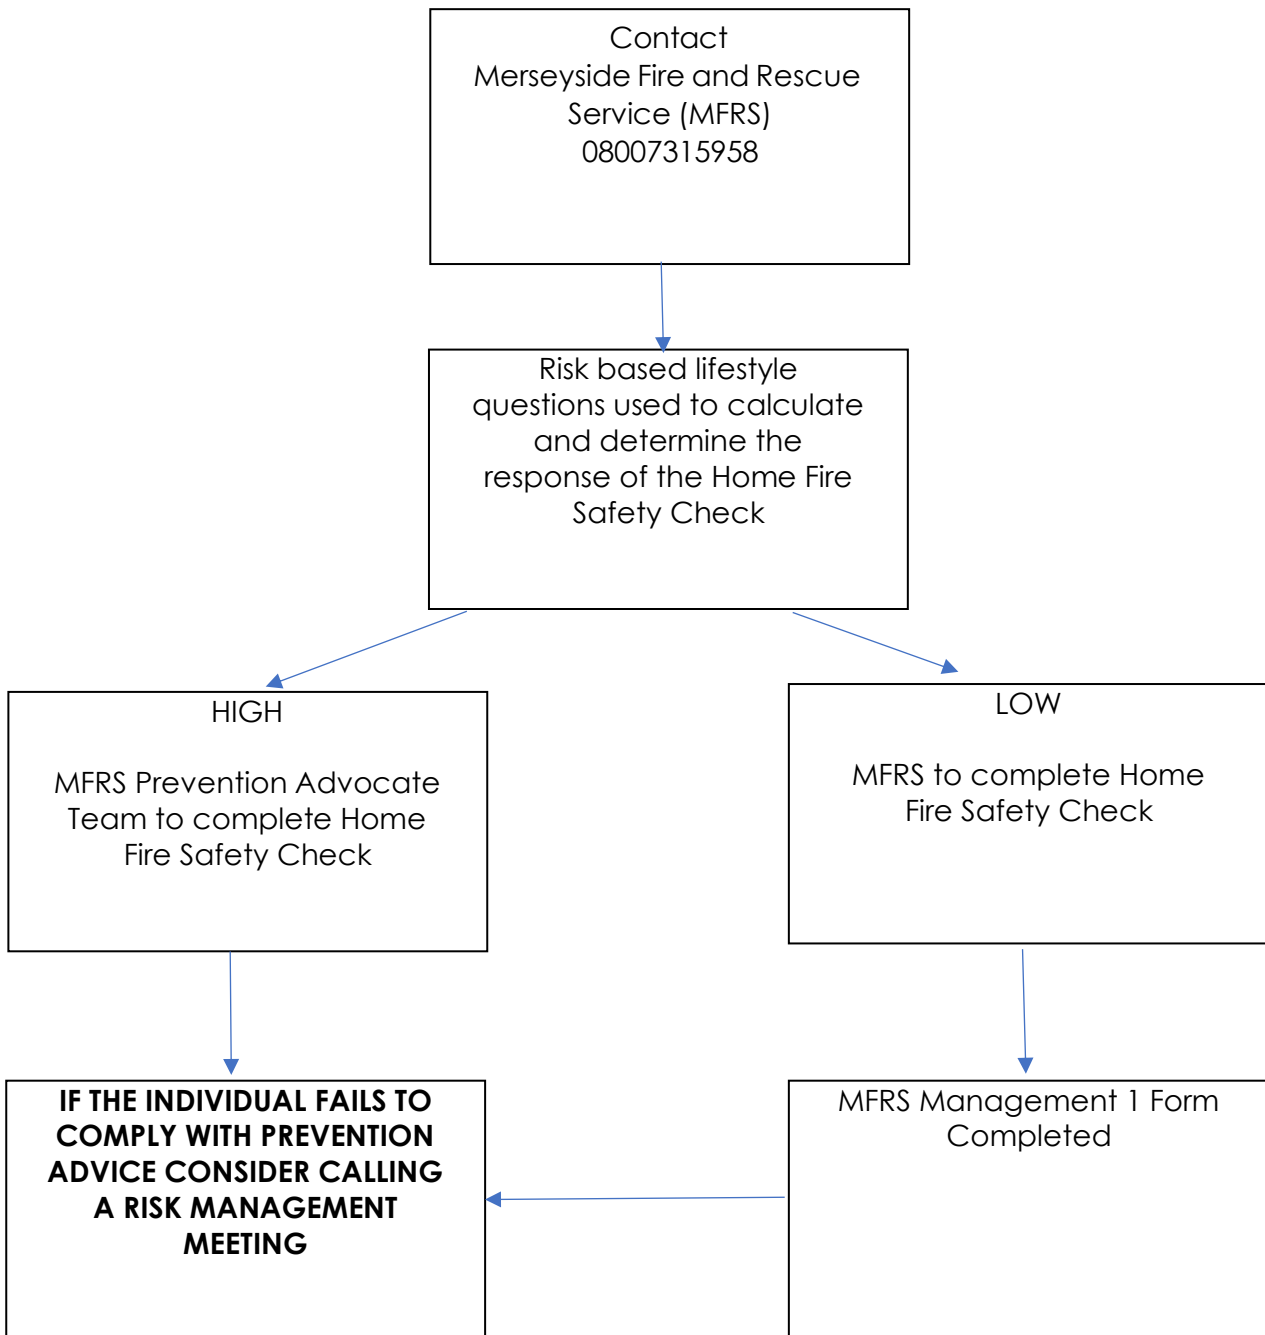 Contact
Merseyside Fire and Rescue
Service (MFRS)
08007315958
Risk based lifestyle
questions used to calculate
and determine the
response of the Home Fire
Safety Check
HIGH
MFRS Prevention Advocate
Team to complete Home
Fire Safety Check
LOW
MFRS to complete Home
Fire Safety Check
IF THE INDIVIDUAL FAILS TO
COMPLY WITH PREVENTION
ADVICE CONSIDER CALLING
A RISK MANAGEMENT
MEETING
MFRS Management 1 Form
Completed